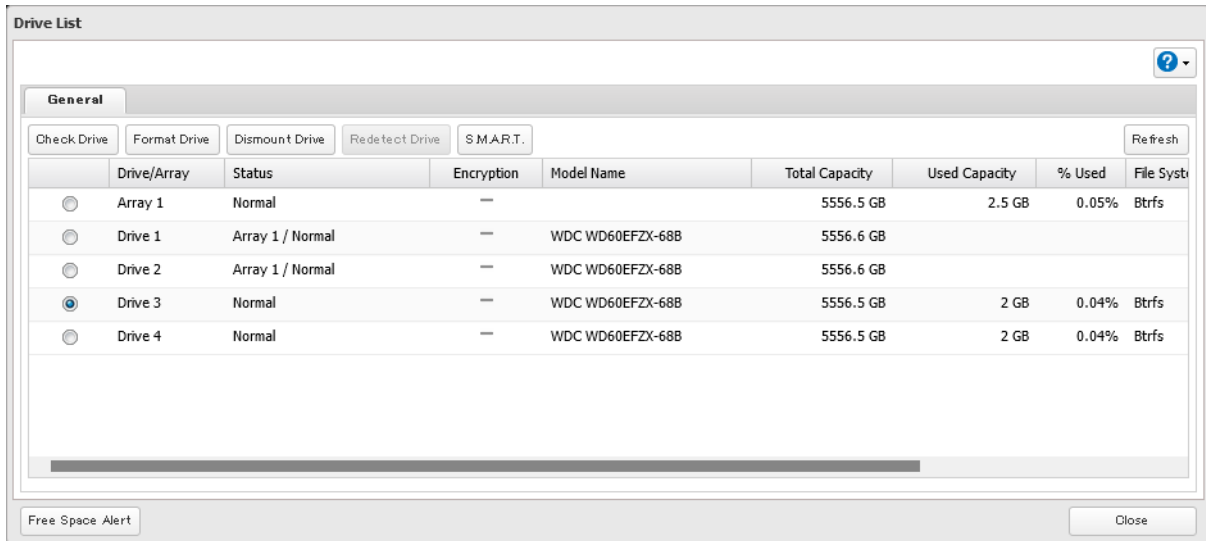 Drive List
?
General
Check Drive Format Drive Dismount Drive Redetect Drive S.M.A.R.T. Refresh
Drive/Array Status Encryption Model Name Total Capacity Used Capacity % Used File Syste
Array 1 Normal — 5556.5 GB 2.5 GB 0.05% Btrfs
Drive 1 Array 1 / Normal — WDC WD60EFZX-68B 5556.6 GB
Drive 2 Array 1 / Normal — WDC WD60EFZX-68B 5556.6 GB
Drive 3 Normal — WDC WD60EFZX-68B 5556.5 GB 2 GB 0.04% Btrfs
Drive 4 Normal — WDC WD60EFZX-68B 5556.5 GB 2 GB 0.04% Btrfs
Free Space Alert Close